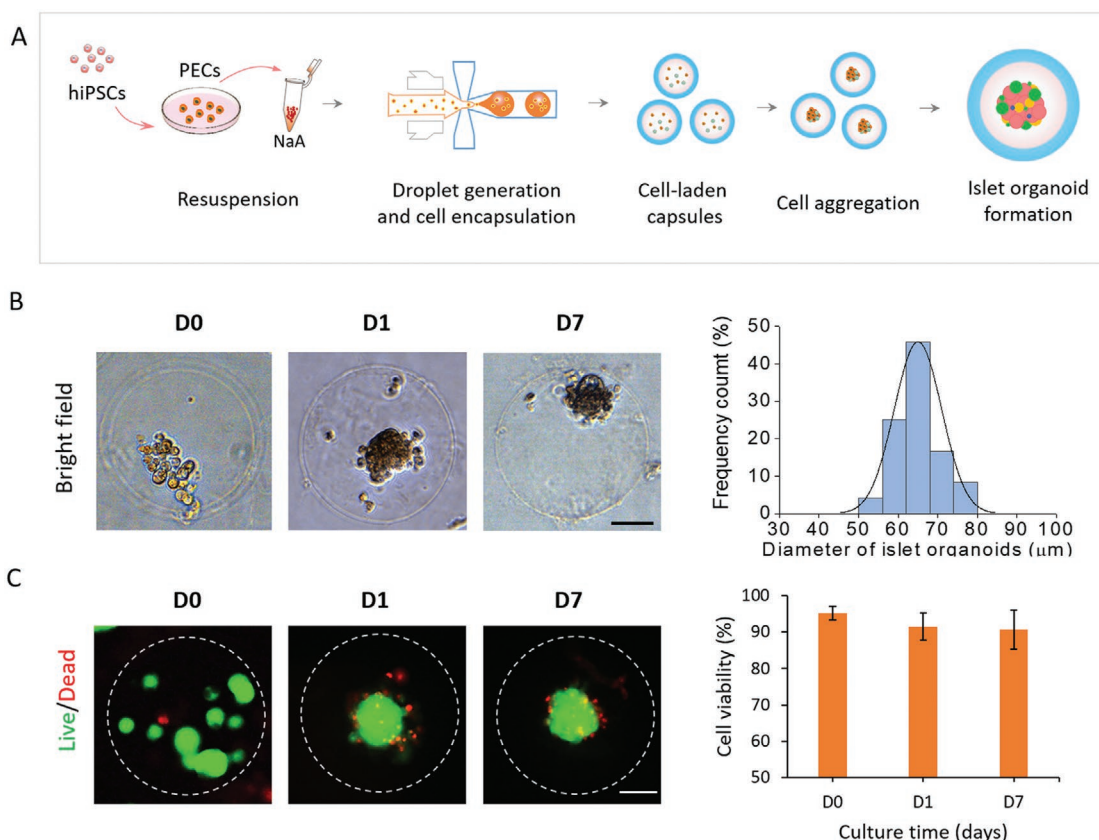 A
hiPSCs
PECs
NaA
Resuspension
Droplet generation
and cell encapsulation
Cell-laden
capsules
Cell aggregation
Islet organoid
formation
B
D0
D1
D7
Bright field
Frequency coumt (%)
50
40
30
20
10
0
30 40 50 60 70 80 90 100
Diameter of islet organoids (μm)
C
D0
D1
D7
Live/Dead
Cell viability (%)
100
90
80
70
60
50
D0 D1 D7
Culture time (days)